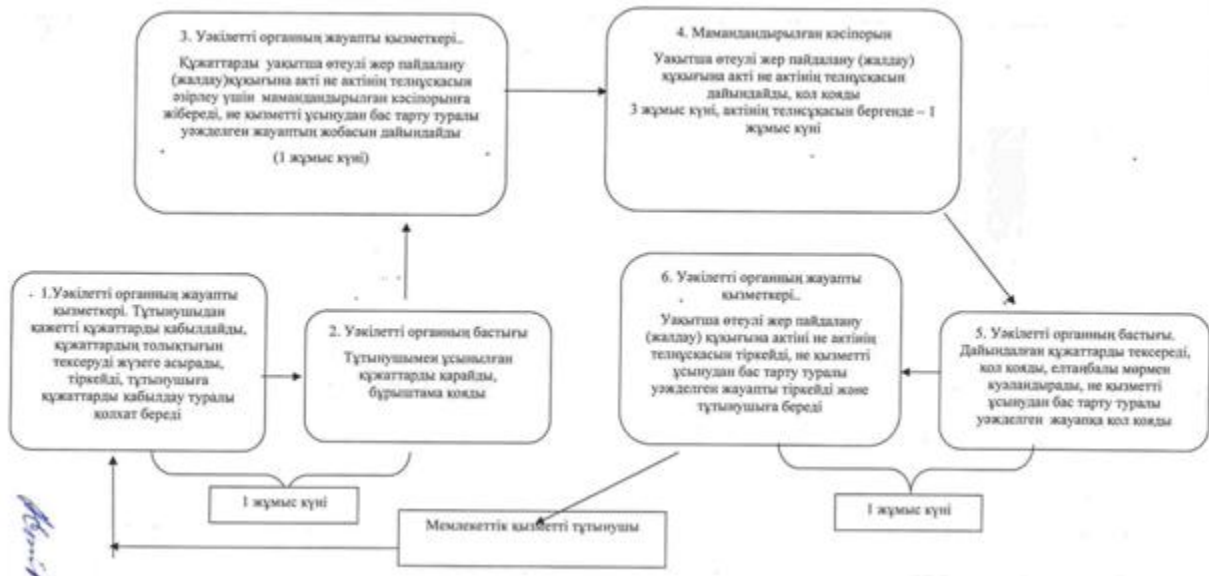 3. Уәкілетті органның жауапты қызметкері..
Құжаттарды уақытша өтеулі жер пайдалану
(жалдау)құқығына акті не актінің телнұсқасын
әзірлеу үшін мамандандырылған кәсіпорынға
жібереді, не қызметті ұсынудан бас тарту туралы
уәжделген жауаптың жобасын дайындайды
(1 жұмыс күні)
4. Мамандандырылған кәсіпорын
Уақытша өтеулі жер пайдалану (жалдау)
құқығына акті не актінің телнұсқасын
дайындайды, қол қояды
3 жұмыс күні, актінің телнсұқасын бергенде – 1
жұмыс күні
1.Уәкілетті органның жауапты
қызметкері. Тұтынушыдан
қажетті құжаттарды қабылдайды,
құжаттардың толықтығын
тексеруді жүзеге асырады,
тіркейді, тұтынушыға
құжаттарды қабылдау туралы
қолхат береді
2. Уәкілетті органның бастығы
Тұтынушымен ұсынылған
құжаттарды қарайды,
бұрыштама қояды
6. Уәкілетті органның жауапты
қызметкері..
Уақытша өтеулі жер пайдалану
(жалдау) құқығына актіні не актінің
телнұсқасын тіркейді, не қызметті
ұсынудан бас тарту туралы
уәжделген жауапты тіркейді және
тұтынушыға береді
5. Уәкілетті органның бастығы.
Дайындалған құжаттарды тексереді,
қол қояды, елтаңбалы мөрмен
куәландырады, не қызметті
ұсынудан бас тарту туралы
уәжделген жауапқа қол қояды
1 жұмыс күні
1 жұмыс күні
Мемлекеттік қызметті тұтынушы